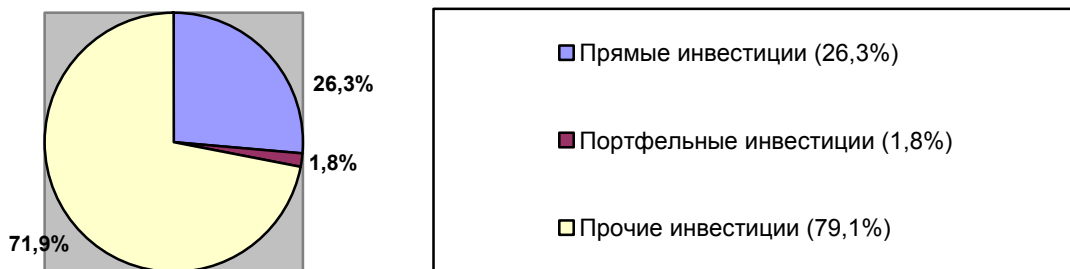 26,3%
1,8%
71,9%
Прямые инвестиции (26,3%)
Портфельные инвестиции (1,8%)
Прочие инвестиции (79,1%)